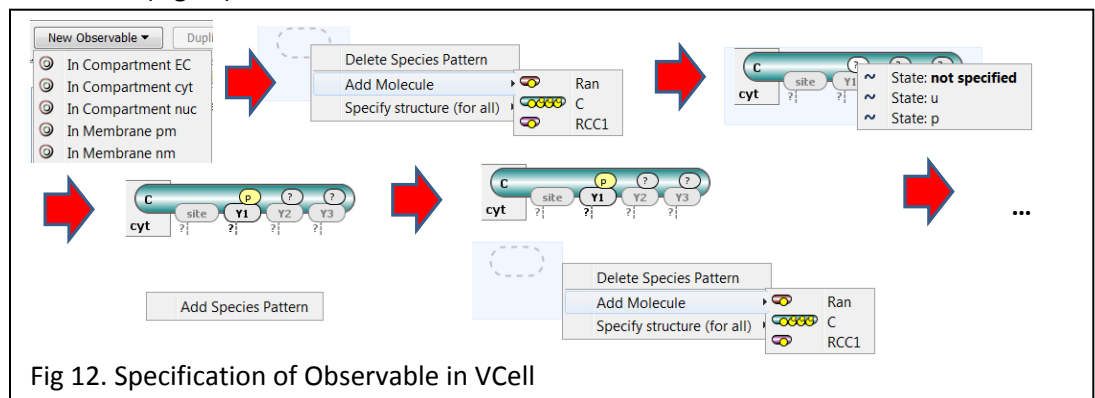 New Observable Dupli
In Compartment EC
In Compartment cyt
In Compartment nuc
In Membrane pm
In Membrane nm
Delete Species Pattern
Add Molecule
Specify structure (for all)
Ran
C
RCC1
C
cyt
site Y1
?
?
State: not specified
State: u
State: p
C
p ? ?
site Y1 Y2 Y3
cyt
? ? ? ?
Add Species Pattern
C
p ? ?
site Y1 Y2 Y3
cyt
? ? ? ?
Delete Species Pattern
Add Molecule
Specify structure (for all)
Ran
C
RCC1
...
Fig 12. Specification of Observable in VCell